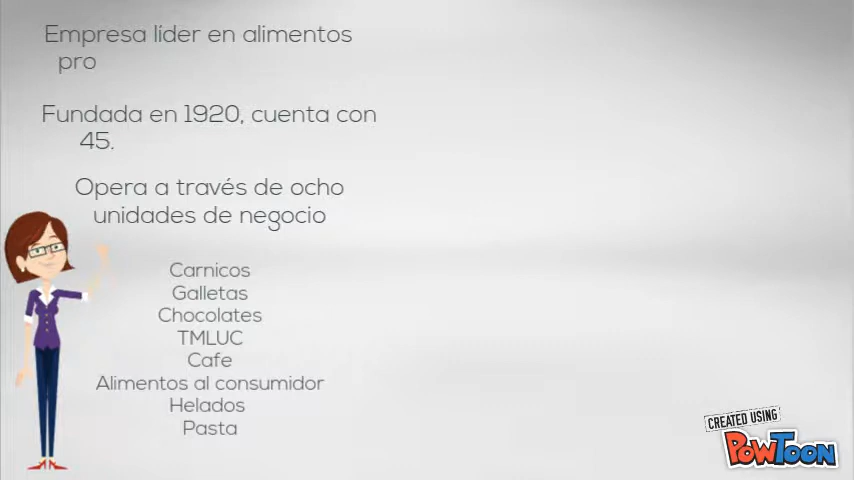 Empresa líder en alimentos
pro
Fundada en 1920, cuenta con
45.
Opera a través de ocho
unidades de negocio
Carnicos
Galletas
Chocolates
TMLUC
Cafe
Alimentos al consumidor
Helados
Pasta
CREATED USING
PowToon